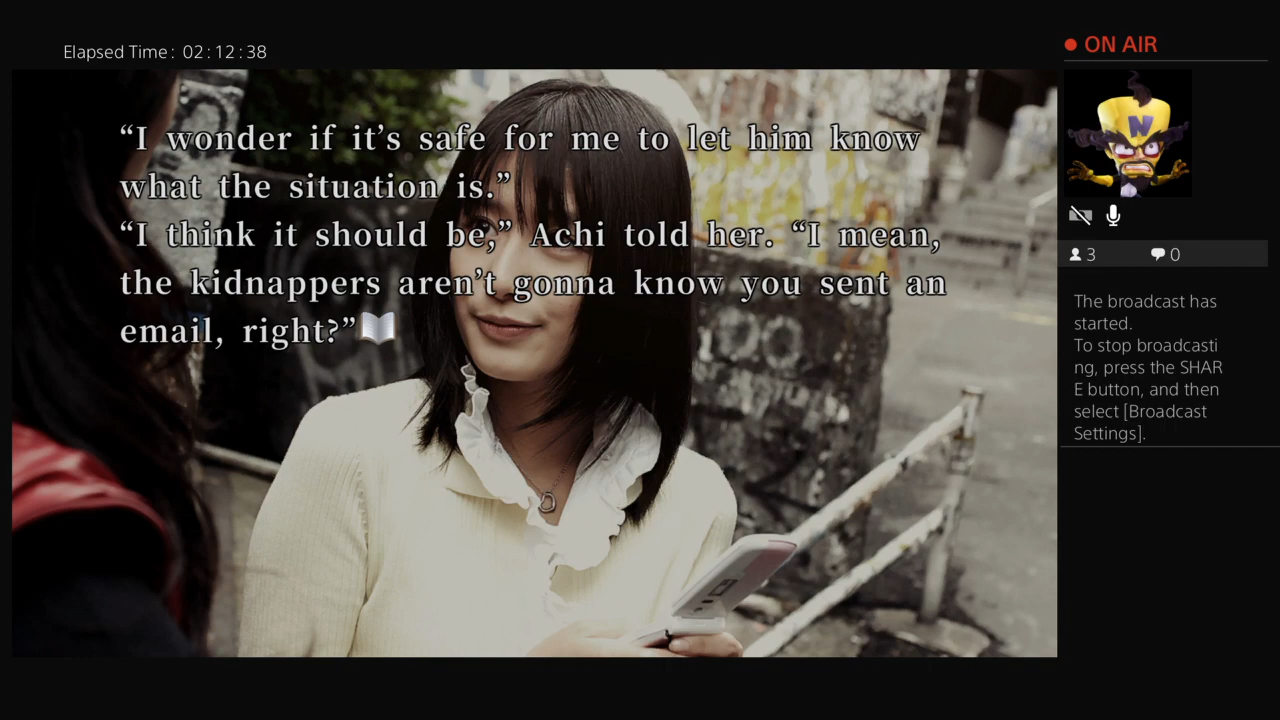 Elapsed Time: 02:12:38
ON AIR
N
“I wonder if it’s safe for me to let him know
what the situation is.”
“I think it should be,” Achi told her. “I mean,
the kidnappers aren’t gonna know you sent an
email, right?”
3
0
The broadcast has
started.
To stop broadcasti
ng, press the SHAR
E button, and then
select [Broadcast
Settings].